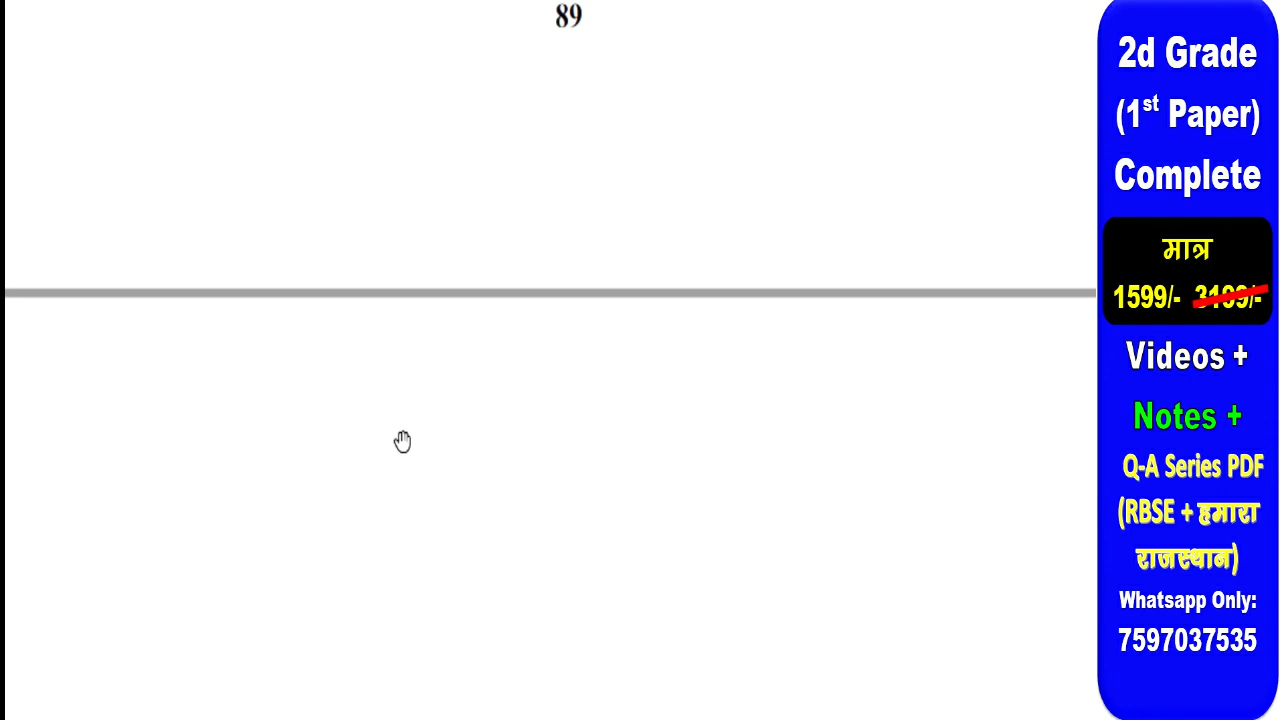 89
2d Grade
(1st Paper)
Complete
मात्र
1599/- 3199/-
Videos +
Notes +
Q-A Series PDF
(RBSE + हमारा
राजस्थान)
Whatsapp Only:
7597037535